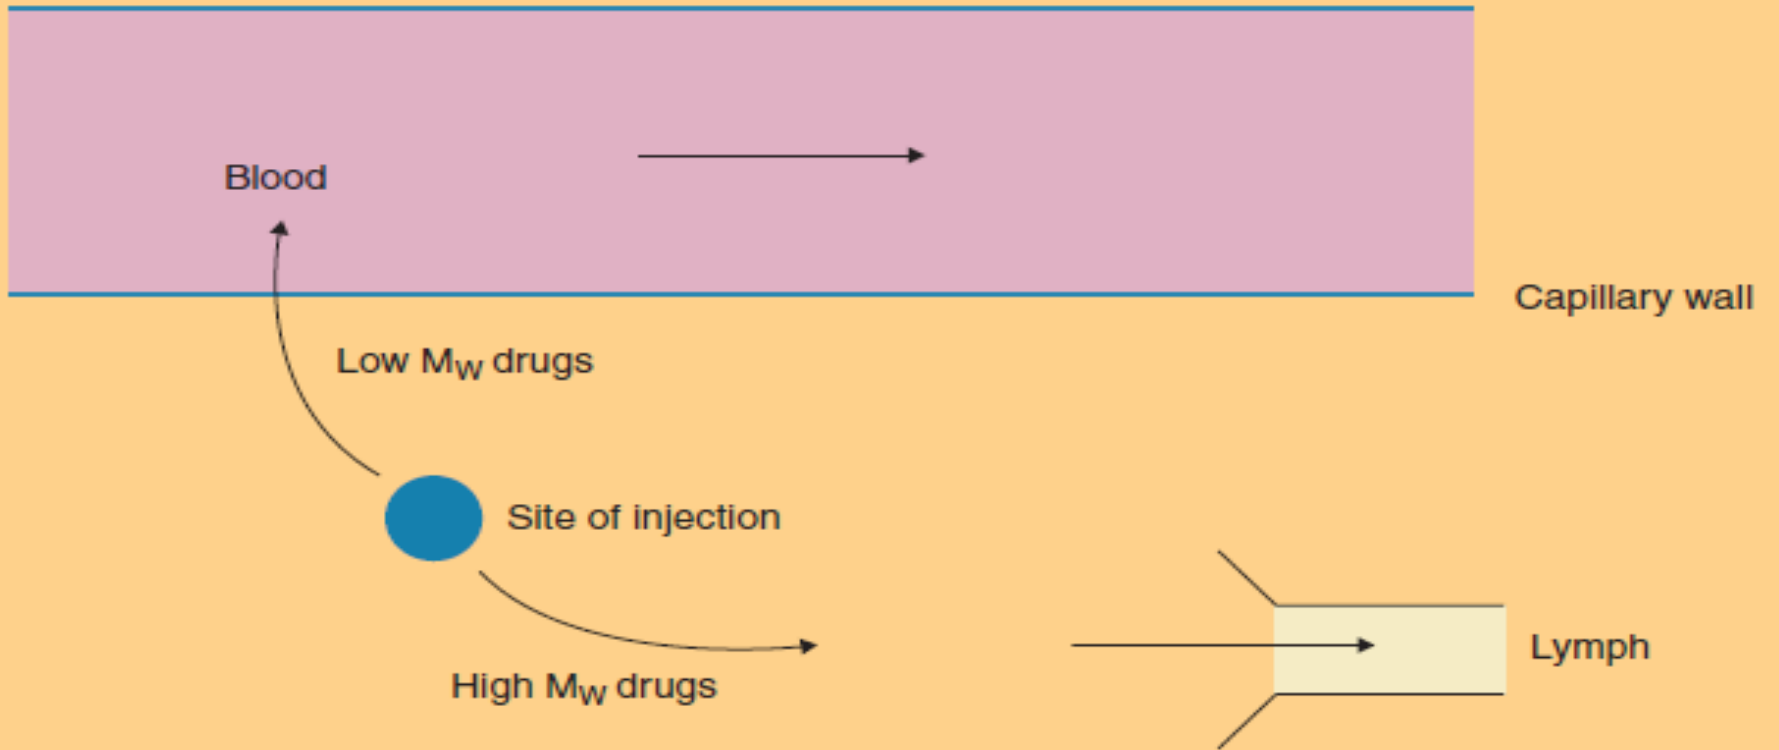 Blood
Capillary wall
Low Mw drugs
Site of injection
High Mw drugs
Lymph